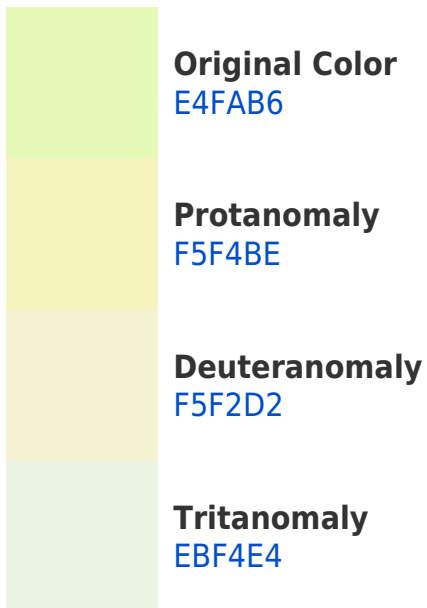 Original Color
E4FAB6
Protanomaly
F5F4BE
Deuteranomaly
F5F2D2
Tritanomaly
EBF4E4